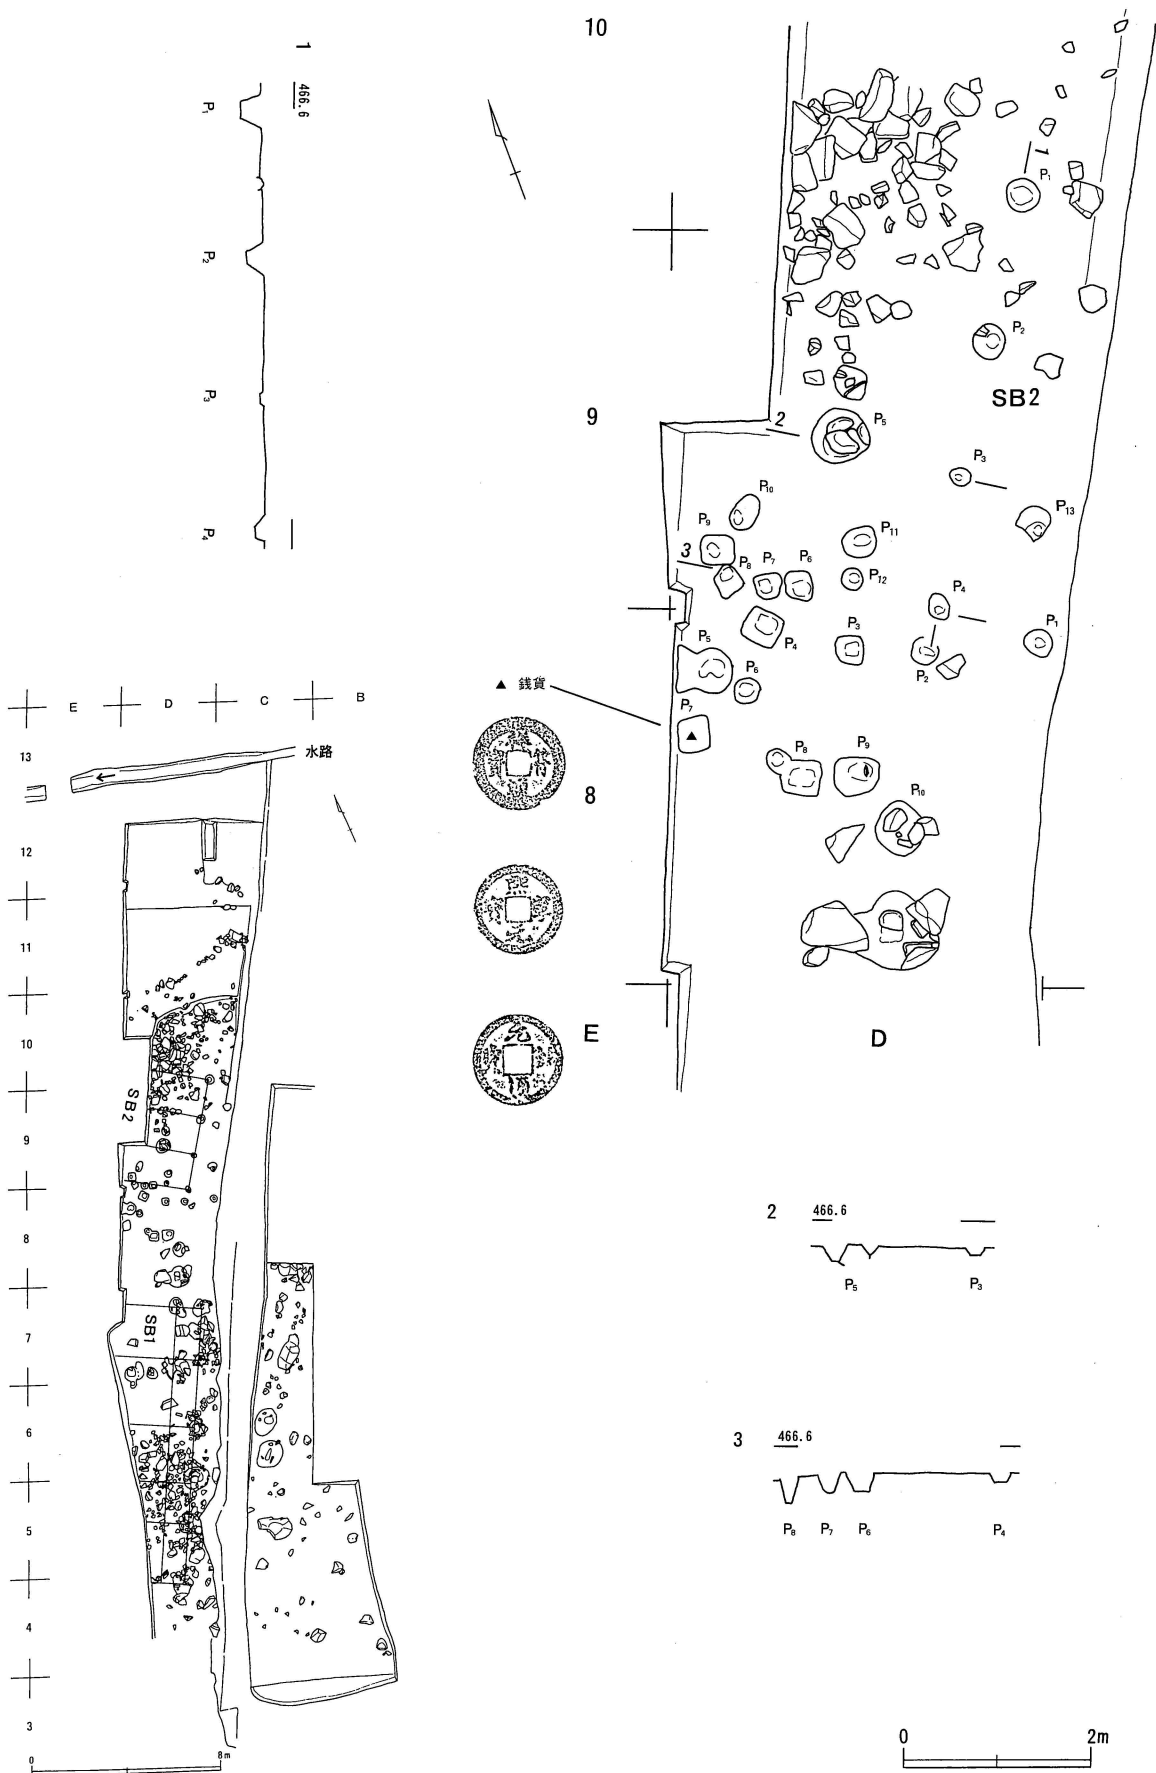 1
466.6
P₁
P₂
P₃
P₄
10
1
P₁
P₂
SB2
9
2
P₅
P₃
P₁₃
P₁₀
P₉
P₁₁
3
P₈
P₇
P₆
P₁₂
P₄
P₁
P₅
P₄
P₃
P₂
P₆
P₇
▲ 銭貨
8
P₈
P₉
P₁₀
E
D
E
D
C
B
13
水路
12
11
10
SB2
9
8
SB1
7
6
5
4
3
0
8m
2
466.6
P₅
P₃
3
466.6
P₈
P₇
P₆
P₄
0
2m